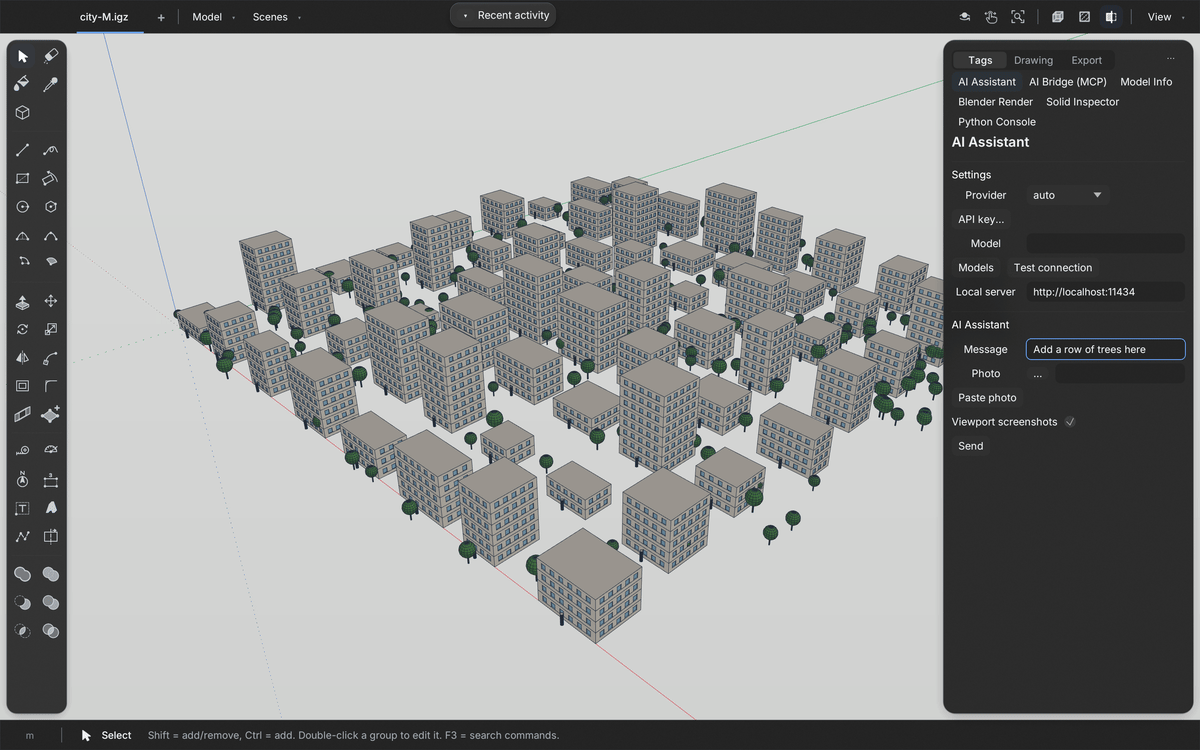 city-M.igz
+
Model
Scenes
Recent activity
View
Tags Drawing Export ...
AI Assistant AI Bridge (MCP) Model Info
Blender Render Solid Inspector
Python Console
AI Assistant
Settings
Provider auto
API key...
Model
Models Test connection
Local server http://localhost:11434
AI Assistant
Message Add a row of trees here
Photo ...
Paste photo
Viewport screenshots
Send
N
3
T
A
m
Select
Shift = add/remove, Ctrl = add. Double-click a group to edit it. F3 = search commands.